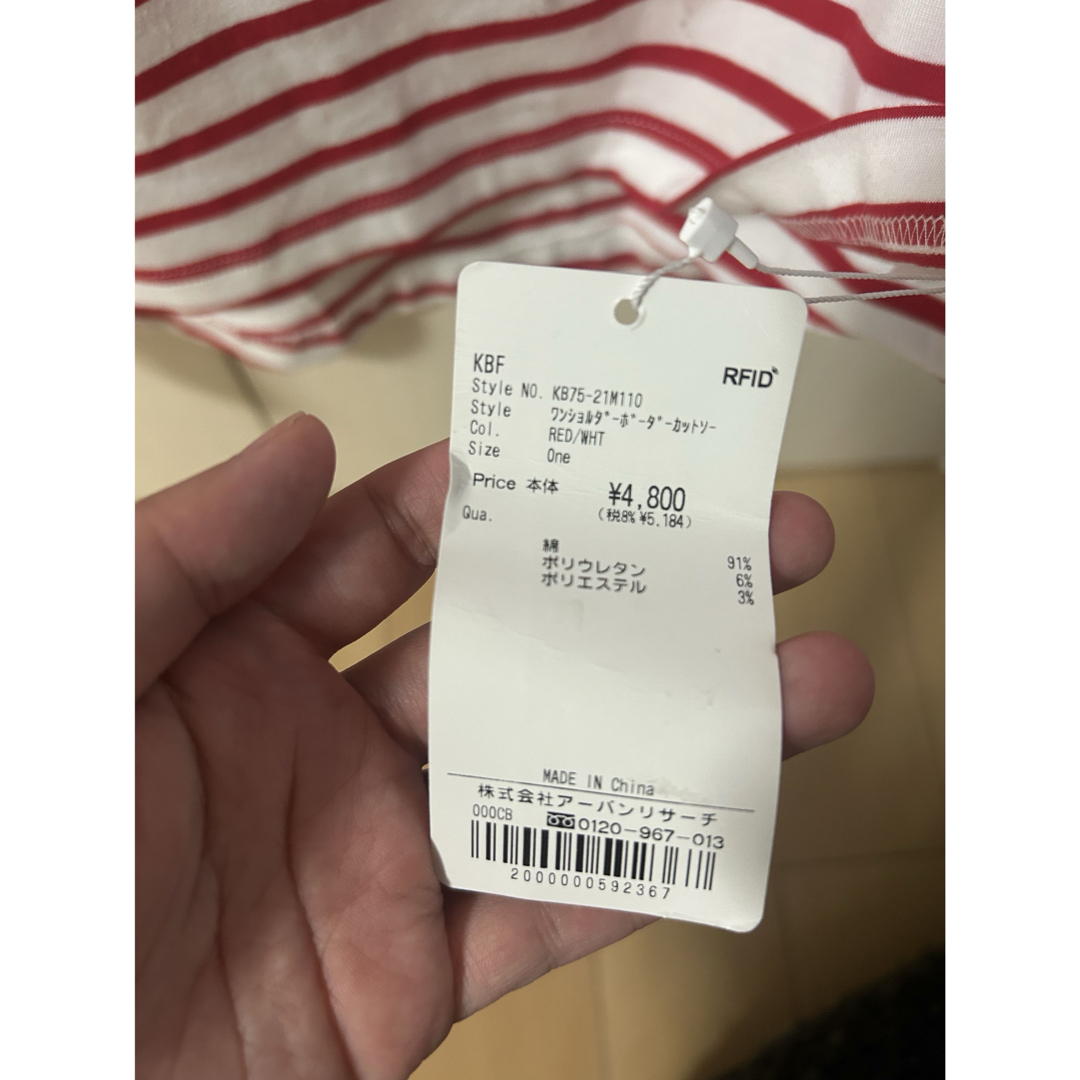 KBF
RFID
Style NO. KB75-21M110
Style ﾜﾝｼｮﾙﾀﾞｰﾎﾞｰﾀﾞｰｶｯﾄｿｰ
Col. RED/WHT
Size One
Price 本体 ¥4,800
(税8% ¥5,184)
Qua.
綿 91%
ポリウレタン 6%
ポリエステル 3%
MADE IN China
株式会社アーバンリサーチ
000CB 0120-967-013
2000000592367